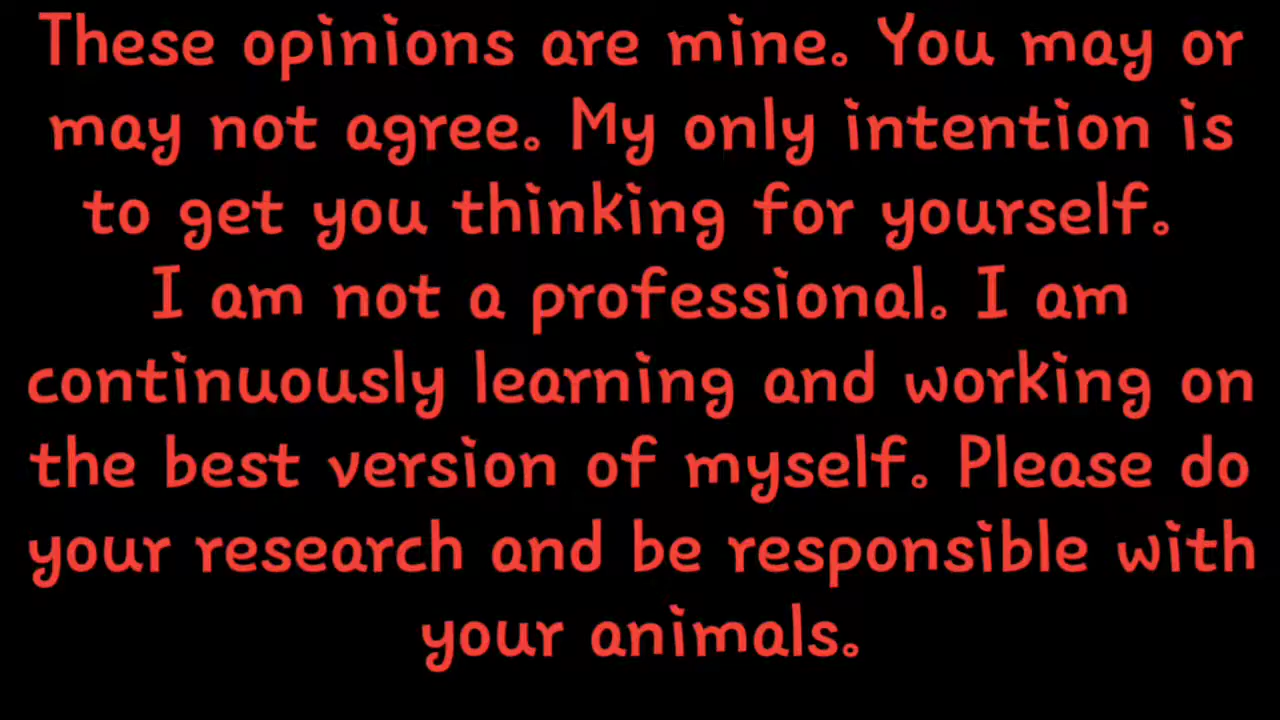 These opinions are mine. You may or
may not agree. My only intention is
to get you thinking for yourself.
I am not a professional. I am
continuously learning and working on
the best version of myself. Please do
your research and be responsible with
your animals.